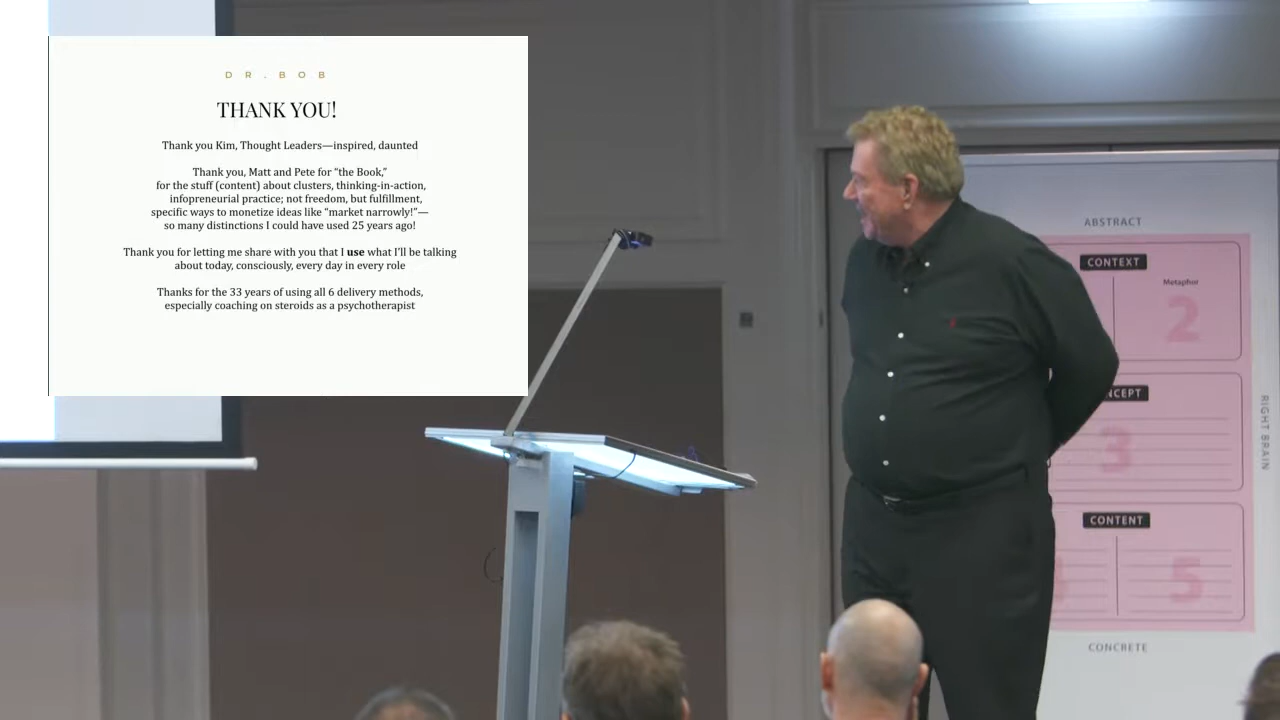 DR.BOB
THANK YOU!
Thank you Kim, Thought Leaders—inspired, daunted
Thank you, Matt and Pete for “the Book,”
for the stuff (content) about clusters, thinking-in-action,
infopreneurial practice; not freedom, but fulfillment,
specific ways to monetize ideas like “market narrowly!”—
so many distinctions I could have used 25 years ago!
Thank you for letting me share with you that I use what I’ll be talking
about today, consciously, every day in every role
Thanks for the 33 years of using all 6 delivery methods,
especially coaching on steroids as a psychotherapist
ABSTRACT
CONTEXT
Metaphor
2
3
RIGHT BRAIN
CONTENT
5
CONCRETE